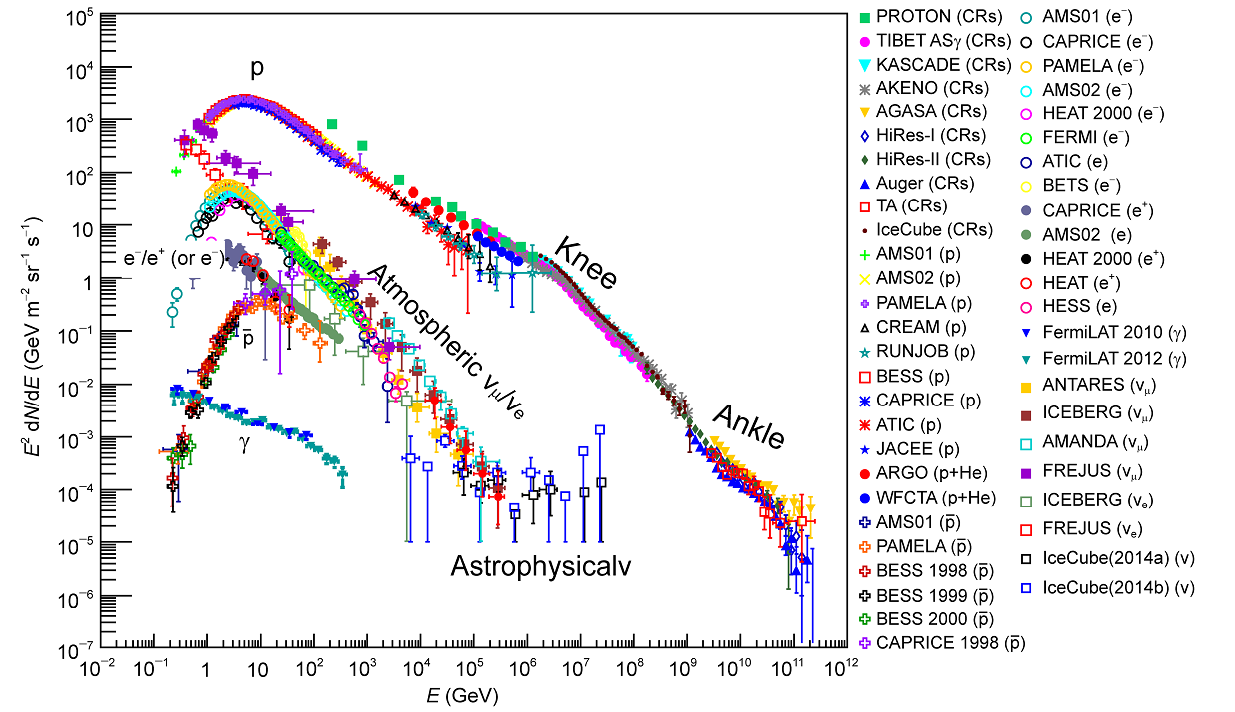 10⁵
10⁴
10³
10²
10
1
10⁻¹
10⁻²
10⁻³
10⁻⁴
10⁻⁵
10⁻⁶
10⁻⁷
E² dN/dE (GeV m⁻² sr⁻¹ s⁻¹)
10⁻² 10⁻¹ 1 10 10² 10³ 10⁴ 10⁵ 10⁶ 10⁷ 10⁸ 10⁹ 10¹⁰ 10¹¹ 10¹²
E (GeV)
p
Knee
e⁻/e⁺ (or e⁻)
Atmospheric ν_μ/ν_e
p̅
γ
Ankle
Astrophysicalν
PROTON (CRs)
TIBET ASγ (CRs)
KASCADE (CRs)
AKENO (CRs)
AGASA (CRs)
HiRes-I (CRs)
HiRes-II (CRs)
Auger (CRs)
TA (CRs)
IceCube (CRs)
AMS01 (p)
AMS02 (p)
PAMELA (p)
CREAM (p)
RUNJOB (p)
BESS (p)
CAPRICE (p)
ATIC (p)
JACEE (p)
ARGO (p+He)
WFCTA (p+He)
AMS01 (p̅)
PAMELA (p̅)
BESS 1998 (p̅)
BESS 1999 (p̅)
BESS 2000 (p̅)
CAPRICE 1998 (p̅)
AMS01 (e⁻)
CAPRICE (e⁻)
PAMELA (e⁻)
AMS02 (e⁻)
HEAT 2000 (e⁻)
FERMI (e⁻)
ATIC (e)
BETS (e⁻)
CAPRICE (e⁺)
AMS02 (e)
HEAT 2000 (e⁺)
HEAT (e⁺)
HESS (e)
FermiLAT 2010 (γ)
FermiLAT 2012 (γ)
ANTARES (ν_μ)
ICEBERG (ν_μ)
AMANDA (ν_μ)
FREJUS (ν_μ)
ICEBERG (ν_e)
FREJUS (ν_e)
IceCube(2014a) (ν)
IceCube(2014b) (ν)